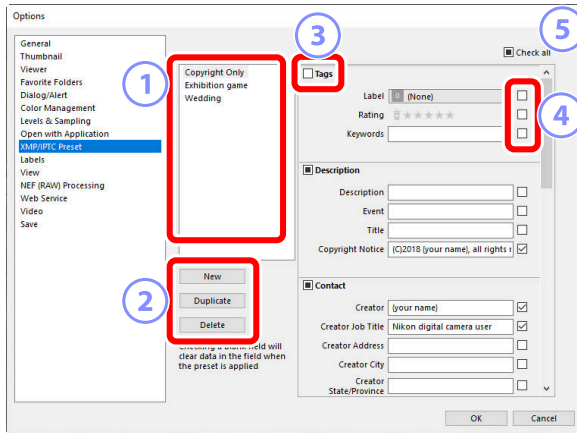 Options
5
General
Thumbnail
Viewer
Favorite Folders
Dialog/Alert
Color Management
Levels & Sampling
Open with Application
XMP/IPTC Preset
Labels
View
NEF (RAW) Processing
Web Service
Video
Save
1
Copyright Only
Exhibition game
Wedding
2
New
Duplicate
Delete
Checking a blank field will
clear data in the field when
the preset is applied
3
Check all
Tags
4
Label 0 (None)
Rating
Keywords
Description
Description
Event
Title
Copyright Notice (C)2018 (your name), all rights r
Contact
Creator (your name)
Creator Job Title Nikon digital camera user
Creator Address
Creator City
Creator
State/Province
OK Cancel